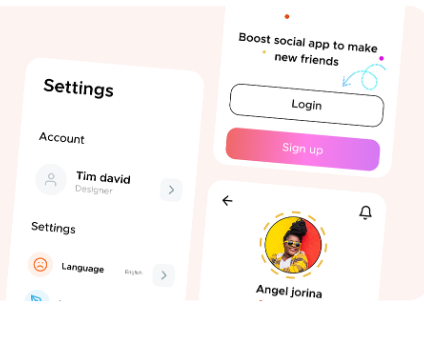 Settings
Account
Tim david
Designer
Settings
Language English
Boost social app to make
new friends
Login
Sign up
Angel jorina